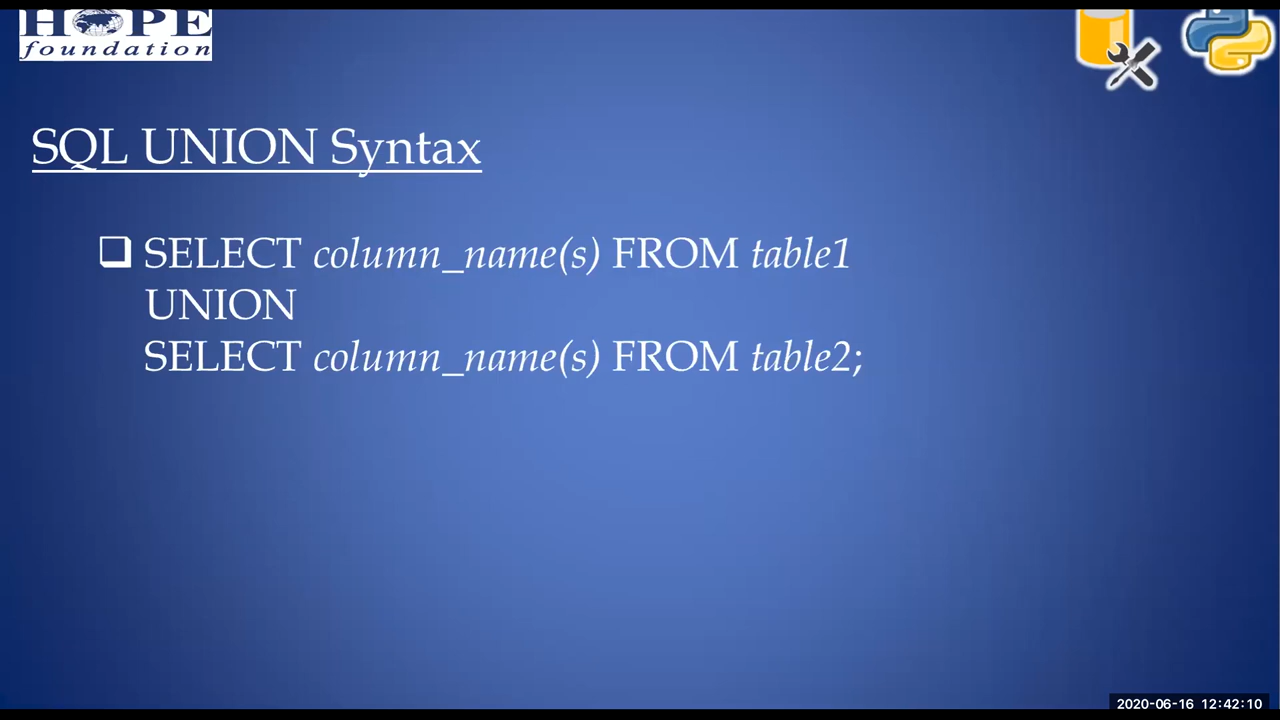 HOPE
foundation
SQL UNION Syntax
❑ SELECT column_name(s) FROM table1
UNION
SELECT column_name(s) FROM table2;
2020-06-16 12:42:10